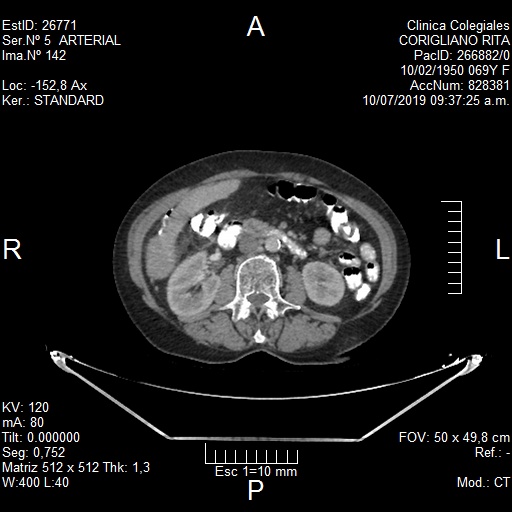 EstID: 26771
Ser.Nº 5 ARTERIAL
Ima.Nº 142
Loc: -152,8 Ax
Ker.: STANDARD
A
Clinica Colegiales
CORIGLIANO RITA
PacID: 266882/0
10/02/1950 069Y F
AccNum: 828381
10/07/2019 09:37:25 a.m.
R
L
KV: 120
mA: 80
Tilt: 0.000000
Seg: 0,752
Matriz 512 x 512 Thk: 1,3
W:400 L:40
Esc 1=10 mm
P
FOV: 50 x 49,8 cm
Ref.: -
Mod.: CT